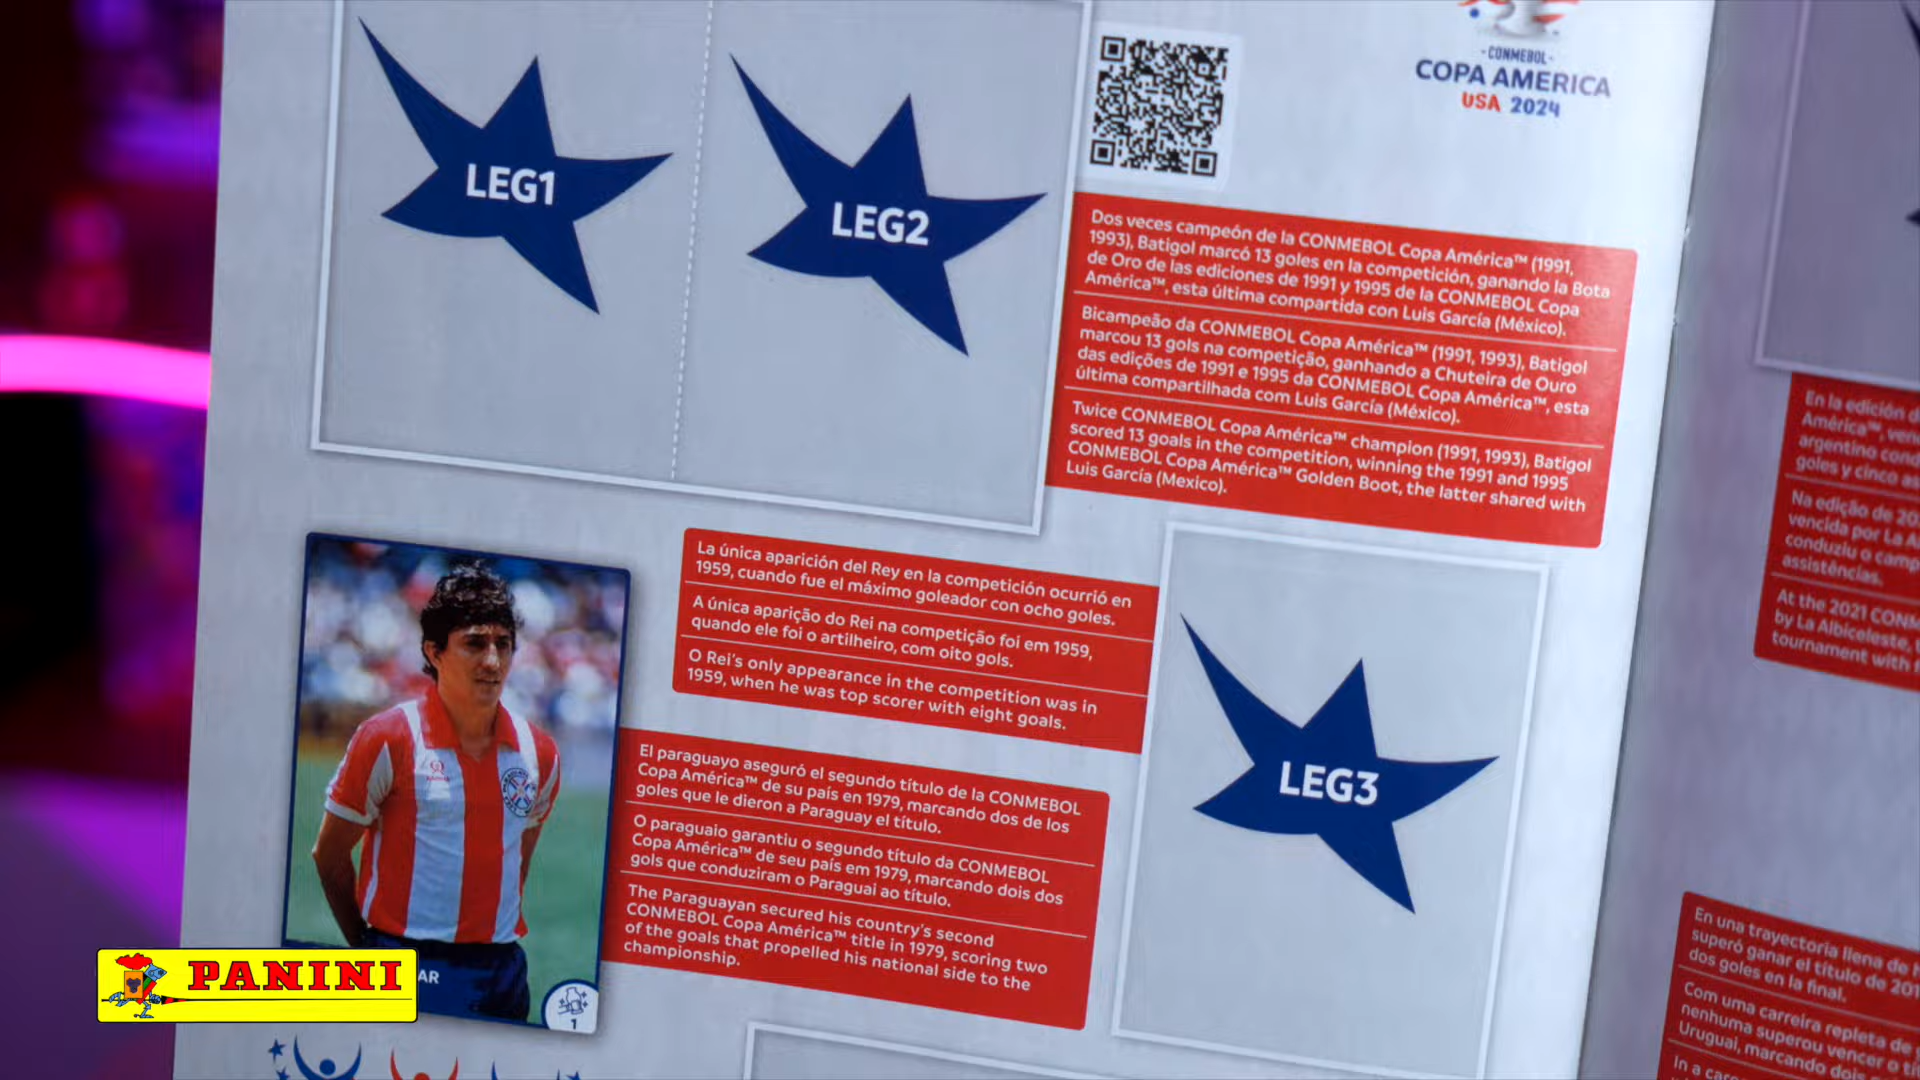 LEG1
LEG2
- CONMEBOL -
COPA AMERICA
USA 2024
Dos veces campeón de la CONMEBOL Copa América™ (1991,
1993), Batigol marcó 13 goles en la competición, ganando la Bota
de Oro de las ediciones de 1991 y 1995 de la CONMEBOL Copa
América™, esta última compartida con Luis García (México).
Bicampeão da CONMEBOL Copa América™ (1991, 1993), Batigol
marcou 13 gols na competição, ganhando a Chuteira de Ouro
das edições de 1991 e 1995 da CONMEBOL Copa América™, esta
última compartilhada com Luis García (México).
Twice CONMEBOL Copa América™ champion (1991, 1993), Batigol
scored 13 goals in the competition, winning the 1991 and 1995
CONMEBOL Copa América™ Golden Boot, the latter shared with
Luis García (Mexico).
La única aparición del Rey en la competición ocurrió en
1959, cuando fue el máximo goleador con ocho goles.
A única aparição do Rei na competição foi em 1959,
quando ele foi o artilheiro, com oito gols.
O Rei's only appearance in the competition was in
1959, when he was top scorer with eight goals.
LEG3
El paraguayo aseguró el segundo título de la CONMEBOL
Copa América™ de su país en 1979, marcando dos de los
goles que le dieron a Paraguay el título.
O paraguaio garantiu o segundo título da CONMEBOL
Copa América™ de seu país em 1979, marcando dois dos
gols que conduziram o Paraguai ao título.
The Paraguayan secured his country's second
CONMEBOL Copa América™ title in 1979, scoring two
of the goals that propelled his national side to the
championship.
AR
1
PANINI
En la edición
América™,
argentino
goles y cinco
Na edição de
vencida por La
conduziu o
assistências.
At the 2021
by La Albiceleste,
tournament with
En una trayectoria llena de
superó ganar el título de
dos goles en la final.
Com uma carreira repleta de
nenhuma superou vencer o
Uruguai, marcando dois
In a